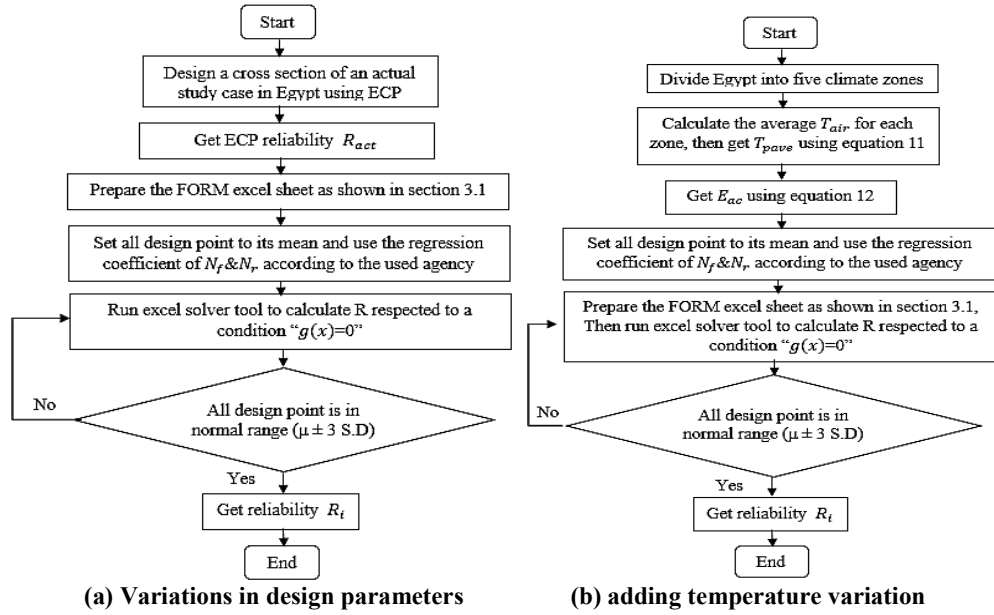 Start
Design a cross section of an actual
study case in Egypt using ECP
Get ECP reliability R_act
Prepare the FORM excel sheet as shown in section 3.1
Set all design point to its mean and use the regression
coefficient of N_f&N_r. according to the used agency
Run excel solver tool to calculate R respected to a
condition “g(x)=0”
No
All design point is in
normal range (µ ± 3 S.D)
Yes
Get reliability R_i
End
(a) Variations in design parameters
Start
Divide Egypt into five climate zones
Calculate the average T_air. for each
zone, then get T_pave using equation 11
Get E_ac using equation 12
Set all design point to its mean and use the regression
coefficient of N_f&N_r. according to the used agency
Prepare the FORM excel sheet as shown in section 3.1,
Then run excel solver tool to calculate R respected to a
condition “g(x)=0”
No
All design point is in
normal range (µ ± 3 S.D)
Yes
Get reliability R_i
End
(b) adding temperature variation